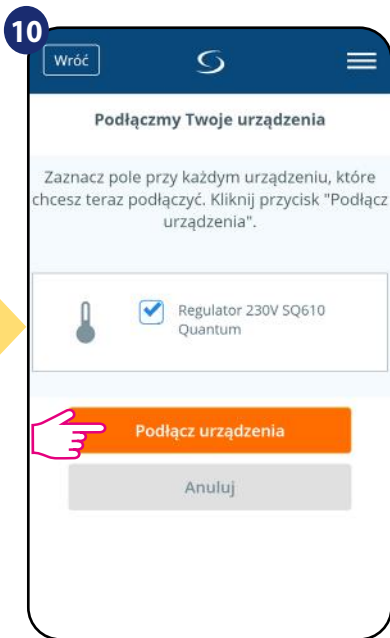 10
Wróć
Podłączmy Twoje urządzenia
Zaznacz pole przy każdym urządzeniu, które
chcesz teraz podłączyć. Kliknij przycisk "Podłącz
urządzenia".
Regulator 230V SQ610
Quantum
Podłącz urządzenia
Anuluj